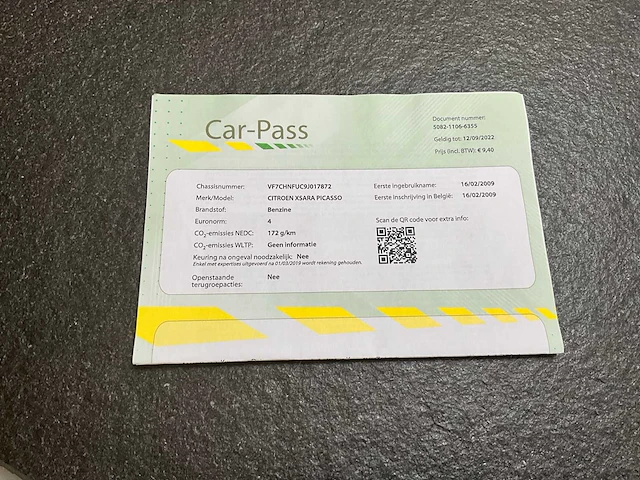 Car-Pass
Document nummer:
5082-1106-6355
Geldig tot: 12/09/2022
Prijs (incl. BTW): € 9,40
Chassisnummer: VF7CHNFUC9J017872
Merk/Model: CITROEN XSARA PICASSO
Brandstof: Benzine
Euronorm: 4
CO₂-emissies NEDC: 172 g/km
CO₂-emissies WLTP: Geen informatie
Keuring na ongeval noodzakelijk: Nee
Enkel met expertises uitgevoerd na 01/03/2019 wordt rekening gehouden.
Openstaande terugroepacties: Nee
Eerste ingebruikname: 16/02/2009
Eerste inschrijving in België: 16/02/2009
Scan de QR code voor extra info: